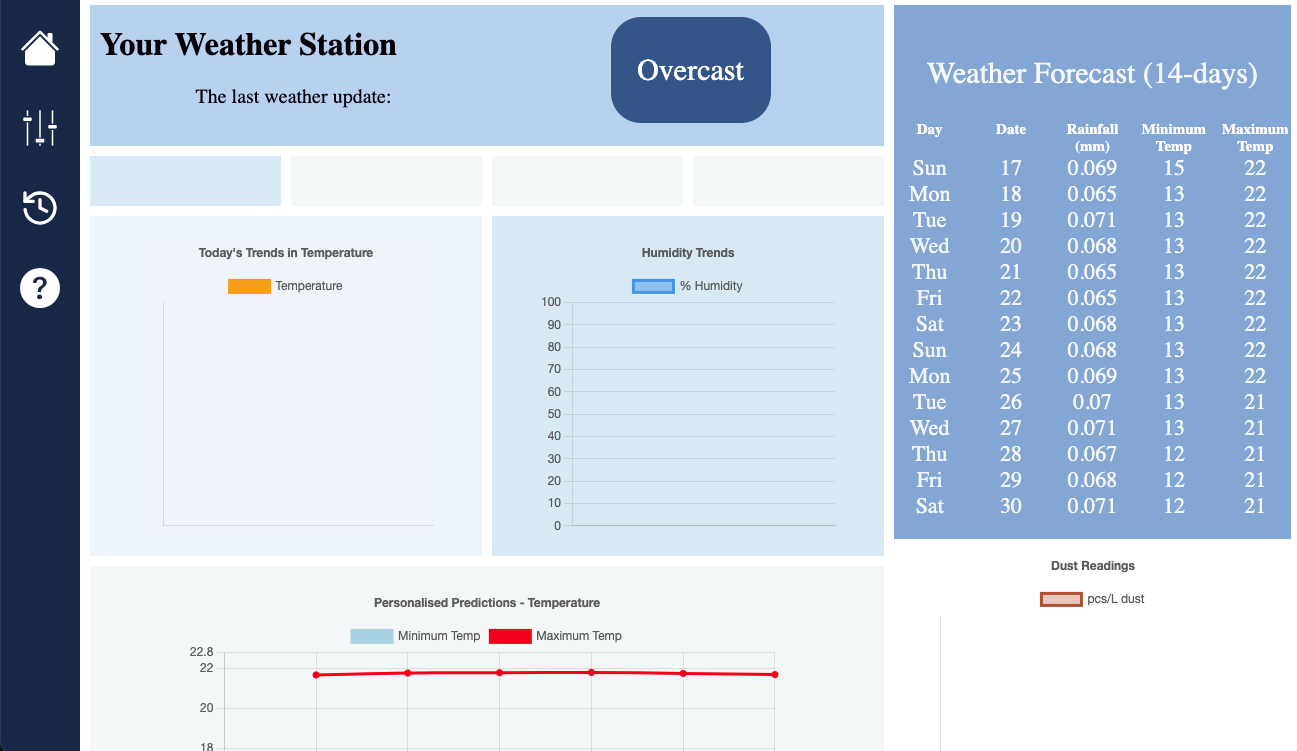 Your Weather Station
The last weather update:
Overcast
Today's Trends in Temperature
Temperature
Humidity Trends
% Humidity
100
90
80
70
60
50
40
30
20
10
0
Personalised Predictions - Temperature
Minimum Temp Maximum Temp
22.8
22
20
18
Weather Forecast (14-days)
Day Date Rainfall (mm) Minimum Temp Maximum Temp
Sun 17 0.069 15 22
Mon 18 0.065 13 22
Tue 19 0.071 13 22
Wed 20 0.068 13 22
Thu 21 0.065 13 22
Fri 22 0.065 13 22
Sat 23 0.068 13 22
Sun 24 0.068 13 22
Mon 25 0.069 13 22
Tue 26 0.07 13 21
Wed 27 0.071 13 21
Thu 28 0.067 12 21
Fri 29 0.068 12 21
Sat 30 0.071 12 21
Dust Readings
pcs/L dust
?